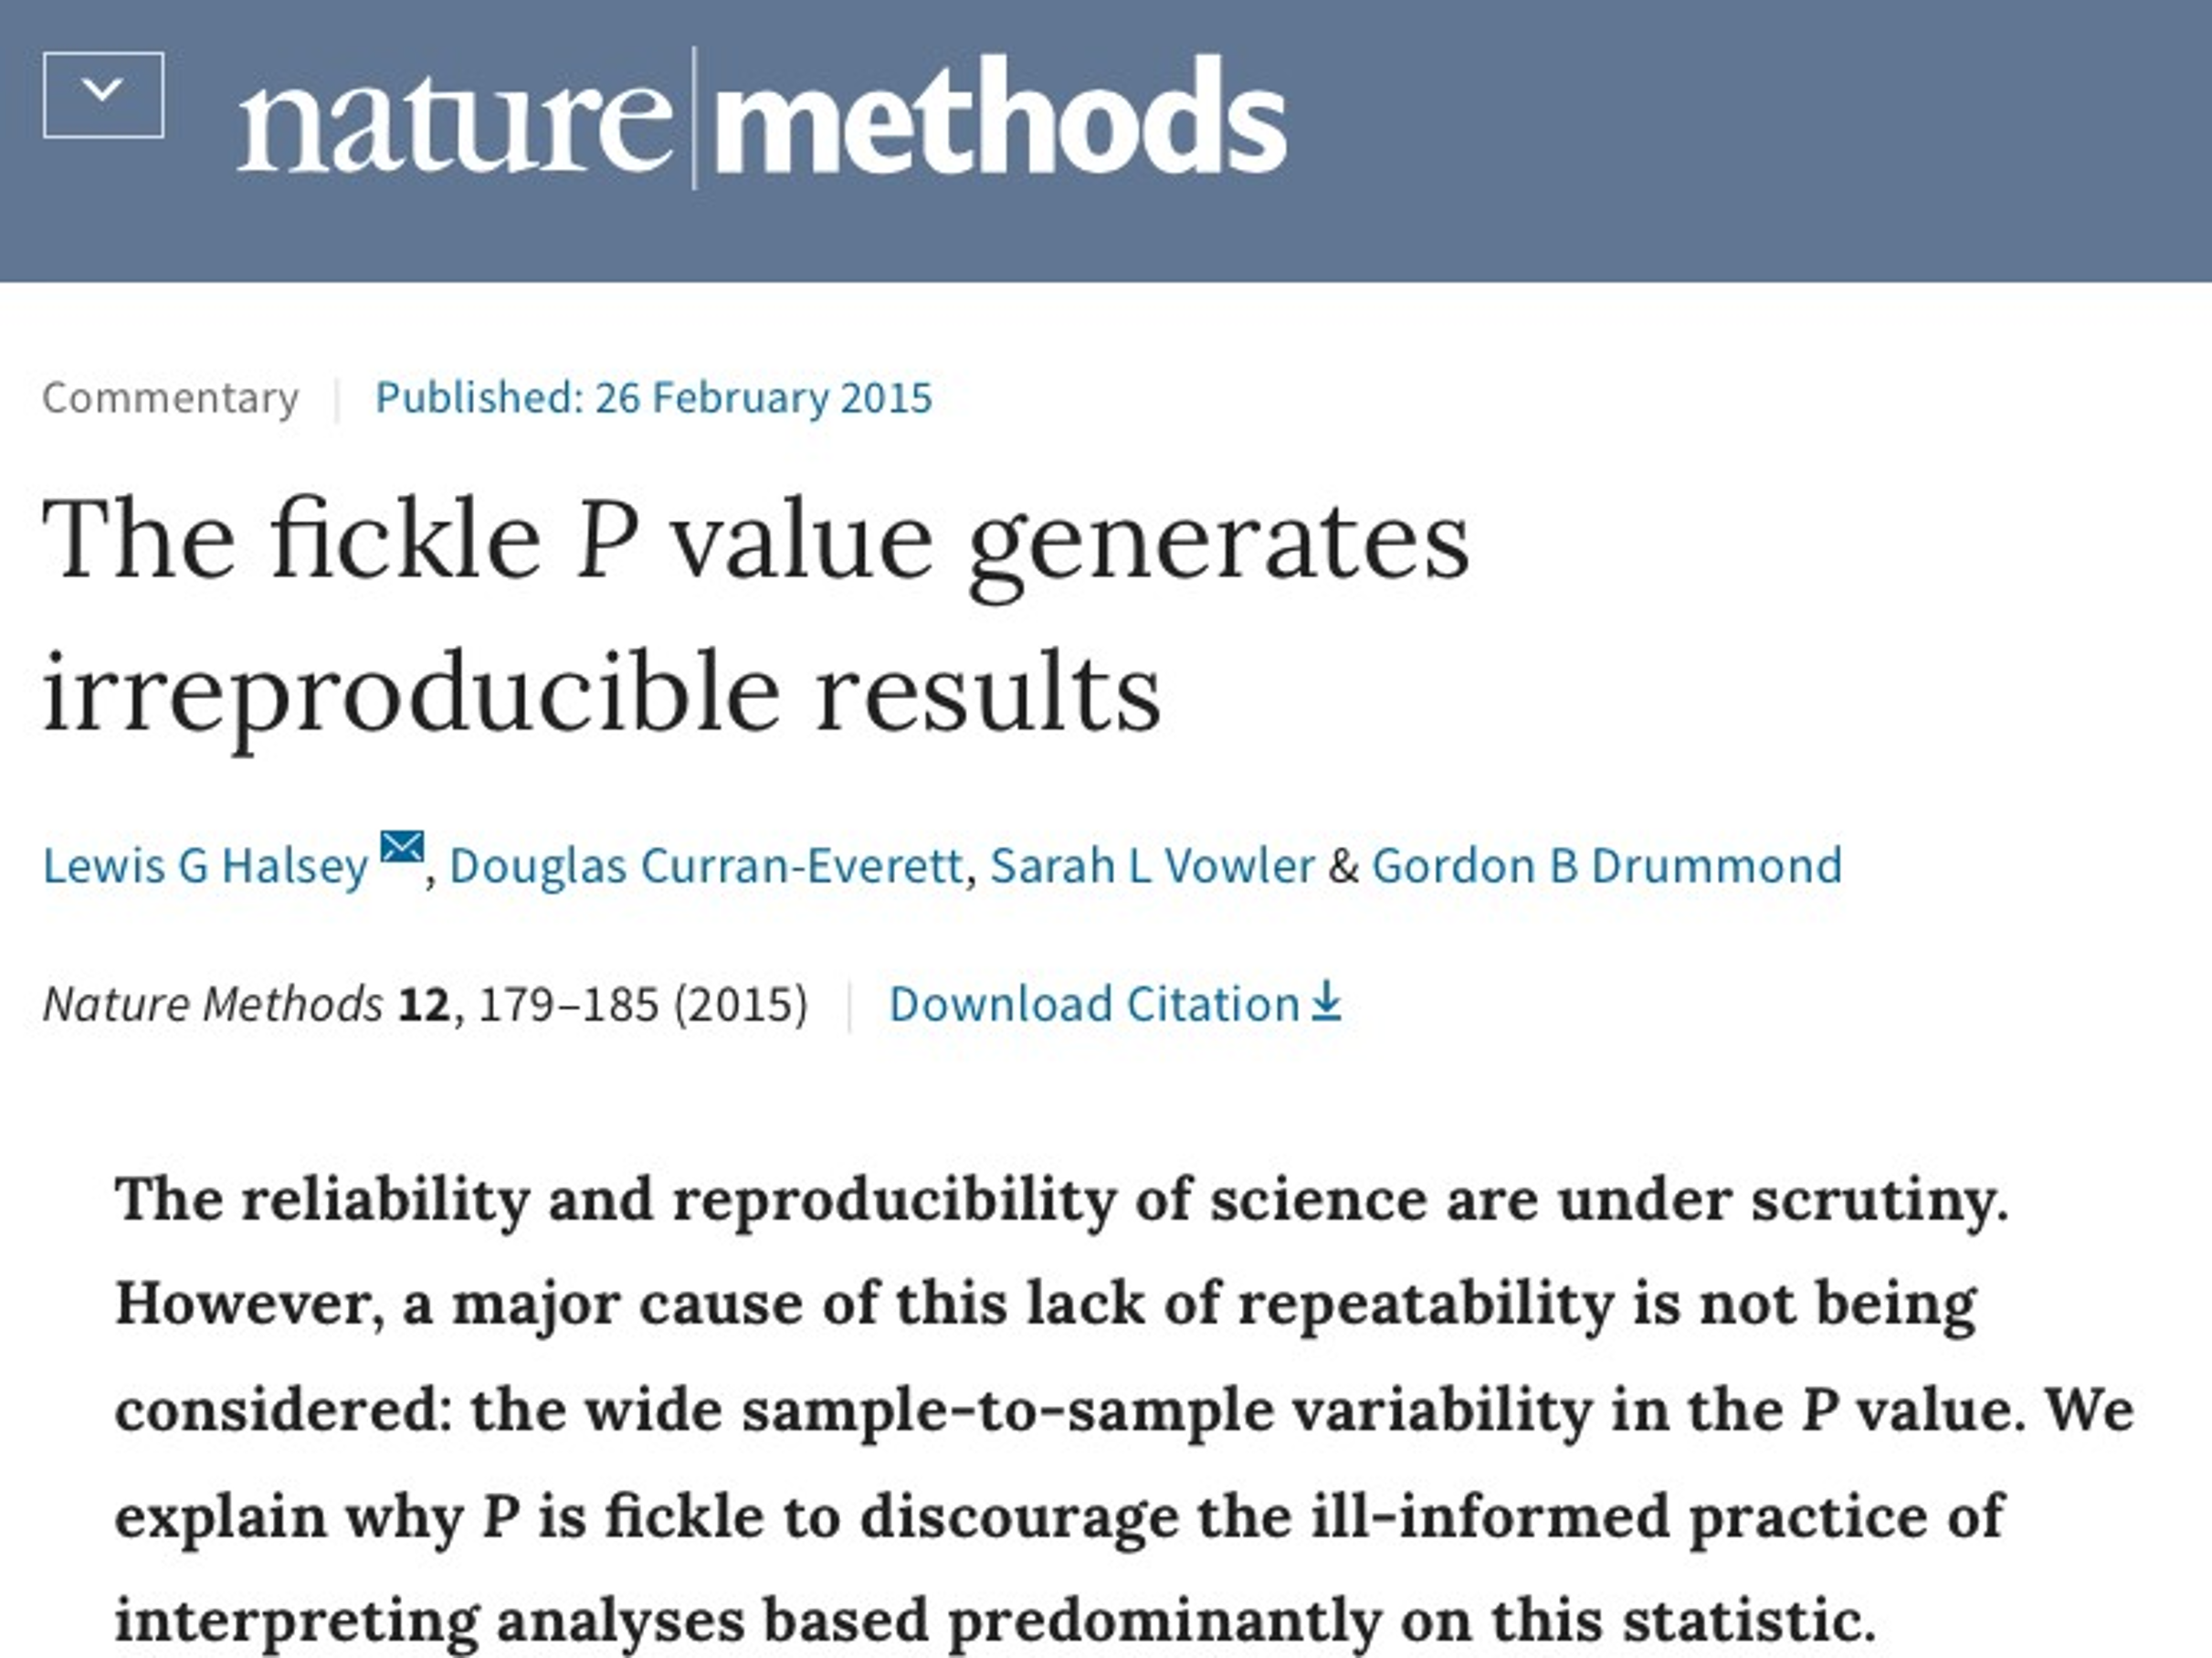 nature methods
Commentary Published: 26 February 2015
The fickle P value generates
irreproducible results
Lewis G Halsey , Douglas Curran-Everett, Sarah L Vowler & Gordon B Drummond
Nature Methods 12, 179–185 (2015) Download Citation
The reliability and reproducibility of science are under scrutiny.
However, a major cause of this lack of repeatability is not being
considered: the wide sample-to-sample variability in the P value. We
explain why P is fickle to discourage the ill-informed practice of
interpreting analyses based predominantly on this statistic.